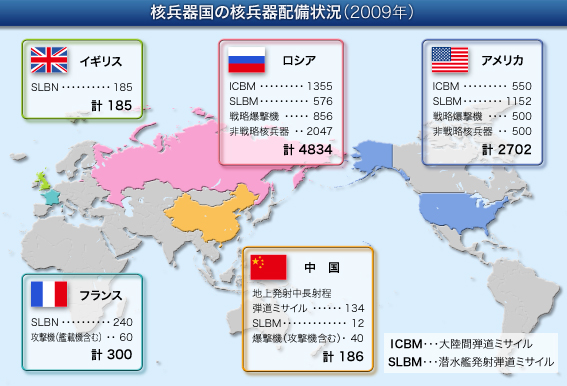 核兵器国の核兵器配備状況(2009年)
イギリス
SLBN ・・・・・・・・・・ 185
計 185
ロシア
ICBM ・・・・・・・・ 1355
SLBM ・・・・・・・・・ 576
戦略爆撃機 ・・・・・ 856
非戦略核兵器 ・・ 2047
計 4834
アメリカ
ICBM ・・・・・・・・・ 550
SLBM ・・・・・・・・ 1152
戦略爆撃機 ・・・・ 500
非戦略核兵器 ・・ 500
計 2702
フランス
SLBN ・・・・・・・・・・ 240
攻撃機(艦載機含む)・・ 60
計 300
中 国
地上発射中長射程
弾道ミサイル ・・・・・・ 134
SLBM ・・・・・・・・・・・ 12
爆撃機(攻撃機含む)・ 40
計 186
ICBM・・・大陸間弾道ミサイル
SLBM・・・潜水艦発射弾道ミサイル